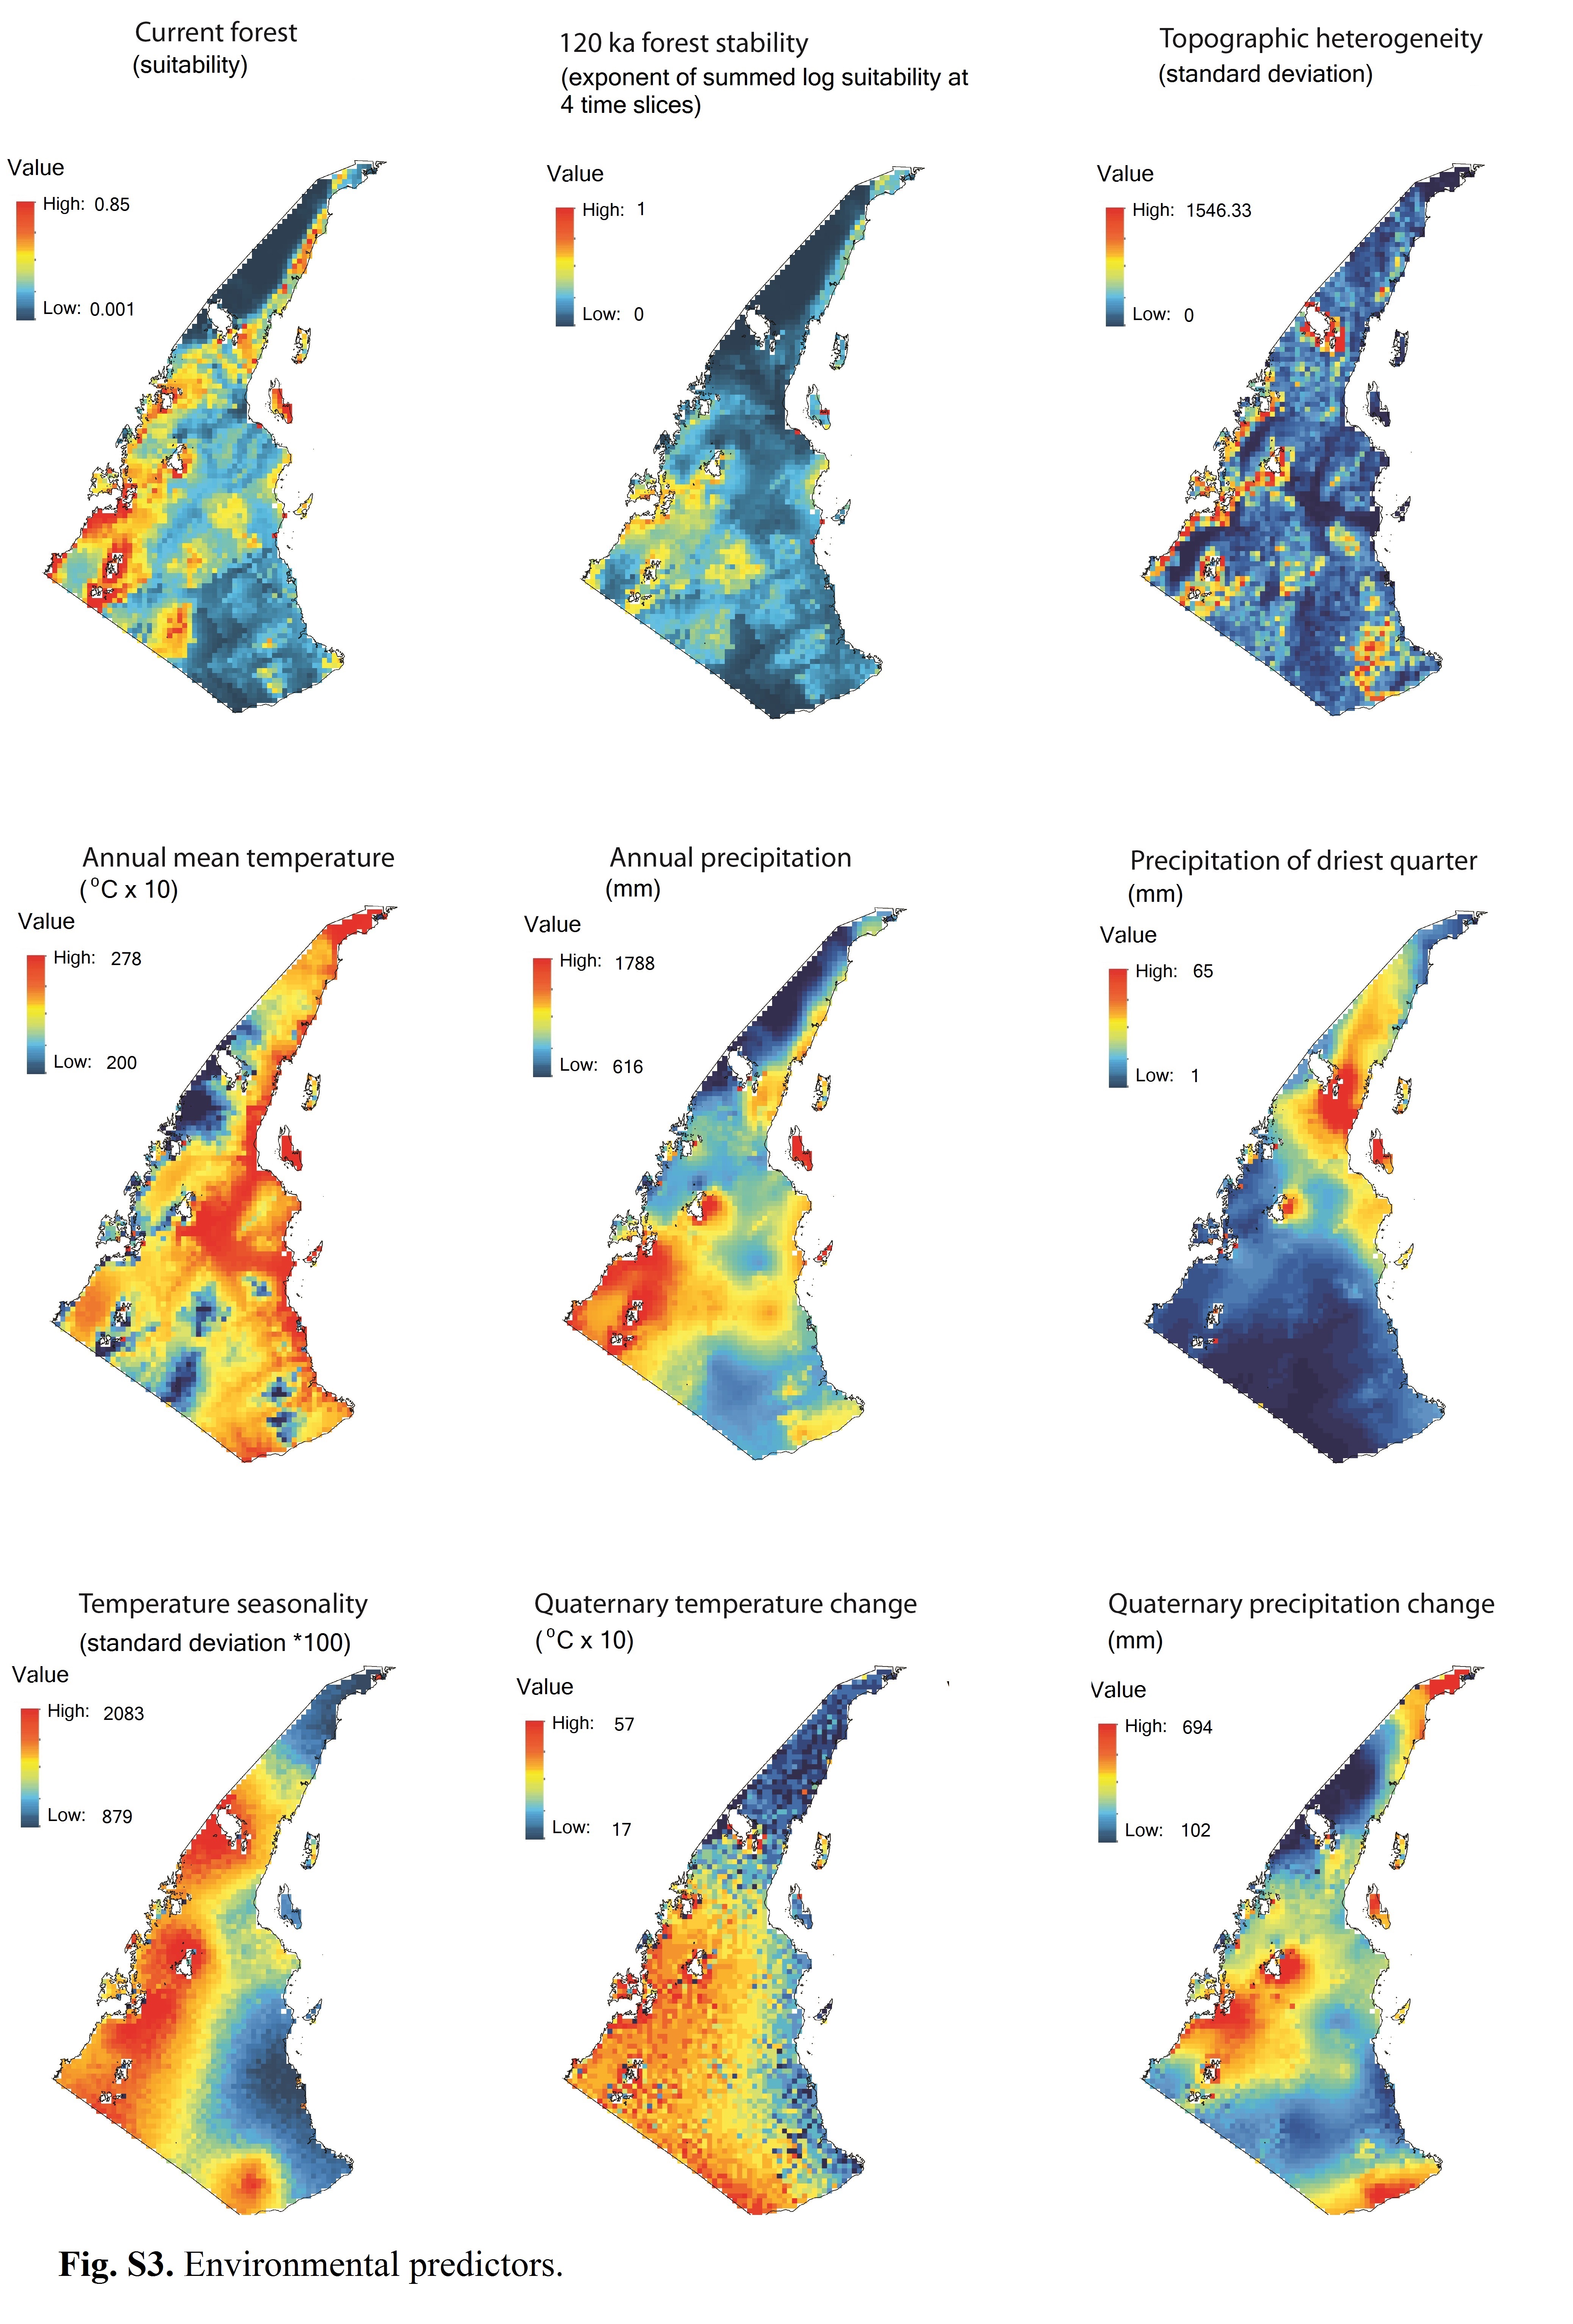 Current forest
(suitability)
Value
High: 0.85
Low: 0.001
120 ka forest stability
(exponent of summed log suitability at
4 time slices)
Value
High: 1
Low: 0
Topographic heterogeneity
(standard deviation)
Value
High: 1546.33
Low: 0
Annual mean temperature
(°C x 10)
Value
High: 278
Low: 200
Annual precipitation
(mm)
Value
High: 1788
Low: 616
Precipitation of driest quarter
(mm)
Value
High: 65
Low: 1
Temperature seasonality
(standard deviation *100)
Value
High: 2083
Low: 879
Quaternary temperature change
(°C x 10)
Value
High: 57
Low: 17
Quaternary precipitation change
(mm)
Value
High: 694
Low: 102
Fig. S3. Environmental predictors.